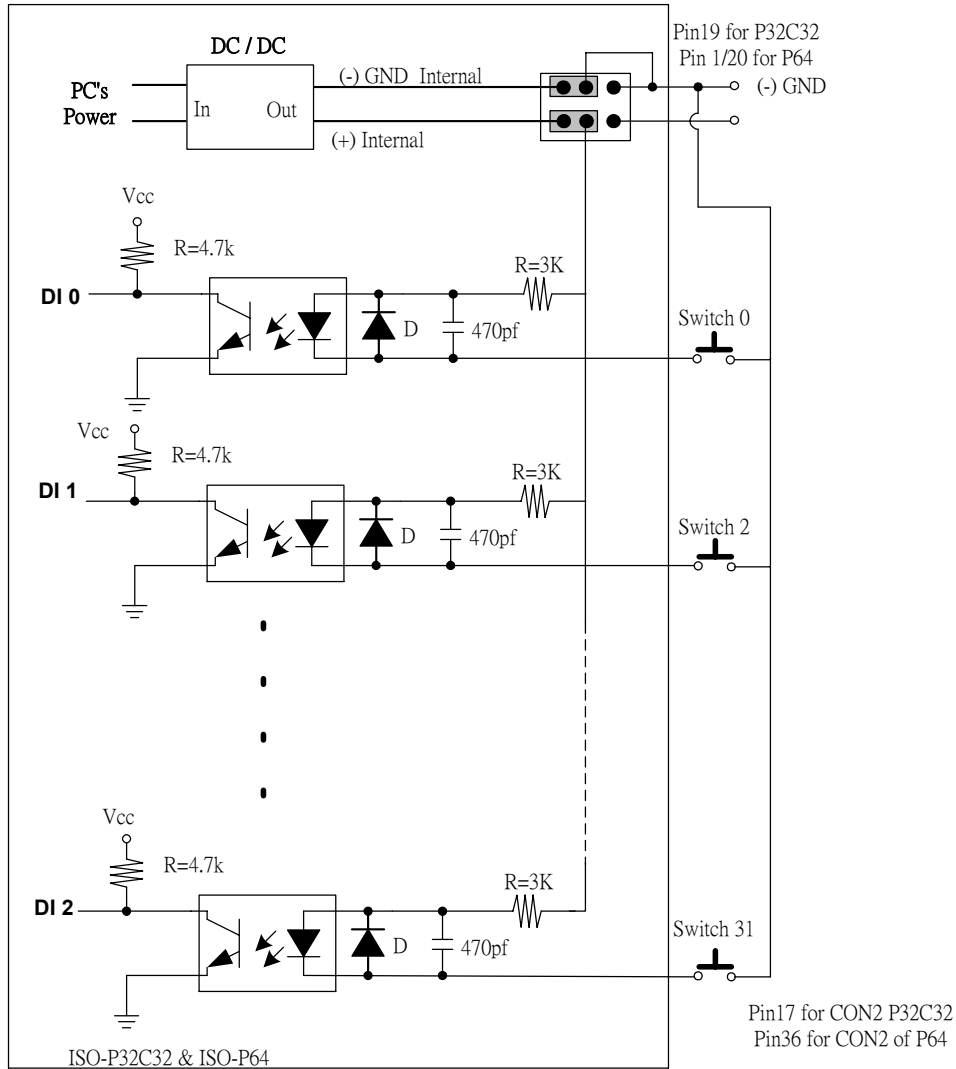 Pin19 for P32C32
Pin 1/20 for P64
(-) GND
DC / DC
(-) GND Internal
PC's
Power
In
Out
(+) Internal
Vcc
R=4.7k
R=3K
DI 0
D
470pf
Switch 0
Vcc
R=4.7k
R=3K
DI 1
D
470pf
Switch 2
Vcc
R=4.7k
R=3K
DI 2
D
470pf
Switch 31
Pin17 for CON2 P32C32
Pin36 for CON2 of P64
ISO-P32C32 & ISO-P64